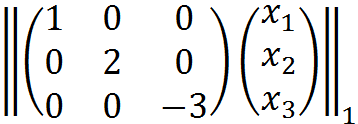 ‖(1 0 0) (x₁)‖
‖(0 2 0) (x₂)‖
‖(0 0 −3) (x₃)‖₁